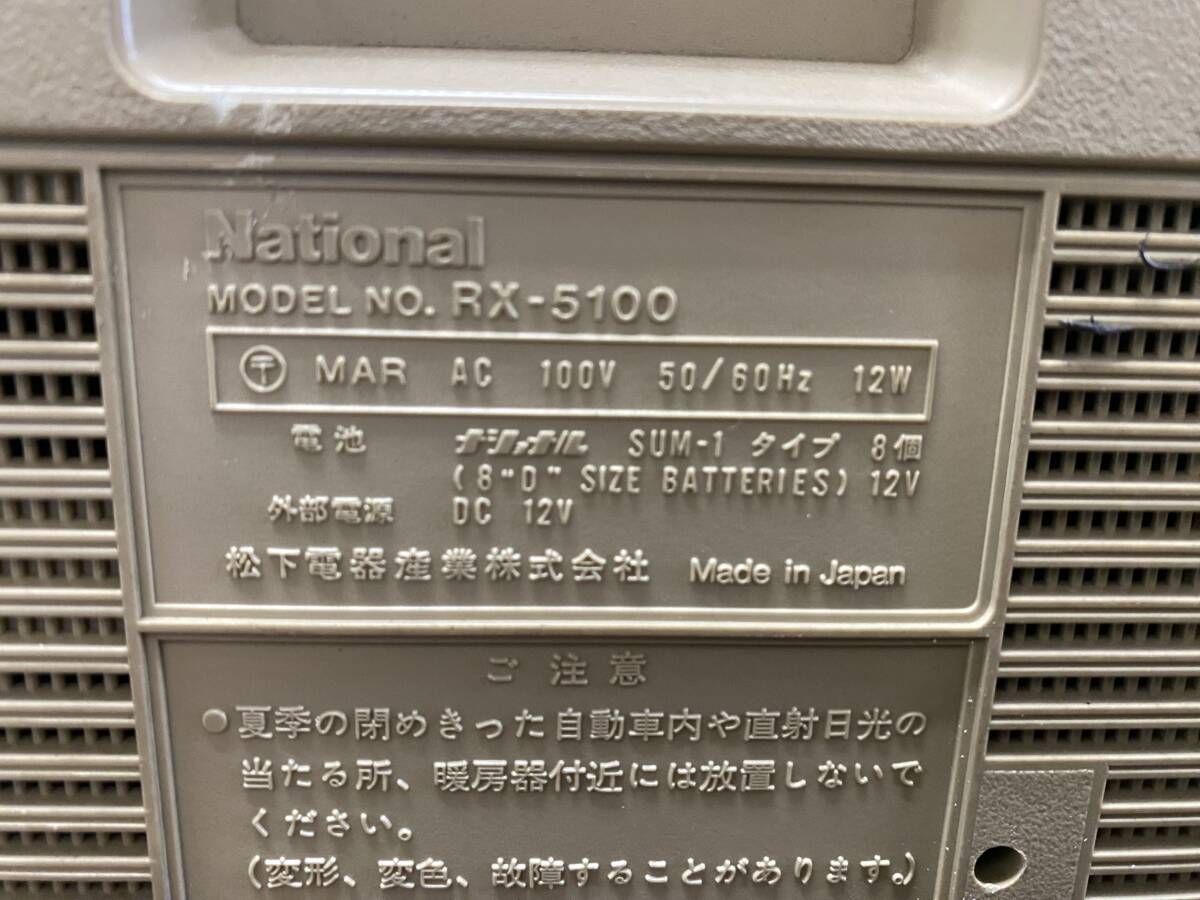 National
MODEL NO. RX-5100
〒 MAR AC 100V 50/60Hz 12W
電池 ナショナル SUM-1 タイプ 8個
(8"D" SIZE BATTERIES) 12V
外部電源 DC 12V
松下電器産業株式会社 Made in Japan
ご注意
●夏季の閉めきった自動車内や直射日光の
当たる所、暖房器付近には放置しないで
ください。
(変形、変色、故障することがあります。)